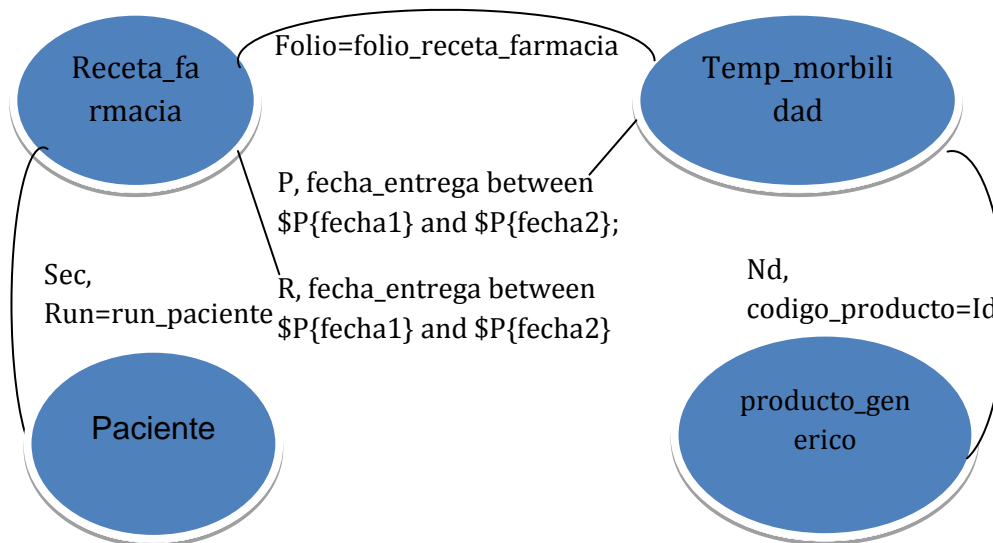 Folio=folio_receta_farmacia
Receta_fa
rmacia
Temp_morbili
dad
P, fecha_entrega between
$P{fecha1} and $P{fecha2};
Sec,
Run=run_paciente
R, fecha_entrega between
$P{fecha1} and $P{fecha2}
Nd,
codigo_producto=Id
Paciente
producto_gen
erico